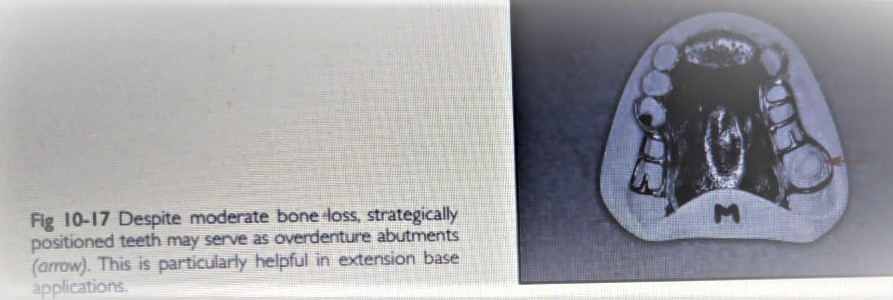 Fig 10-17 Despite moderate bone loss, strategically
positioned teeth may serve as overdenture abutments
(arrow). This is particularly helpful in extension base
applications.
M